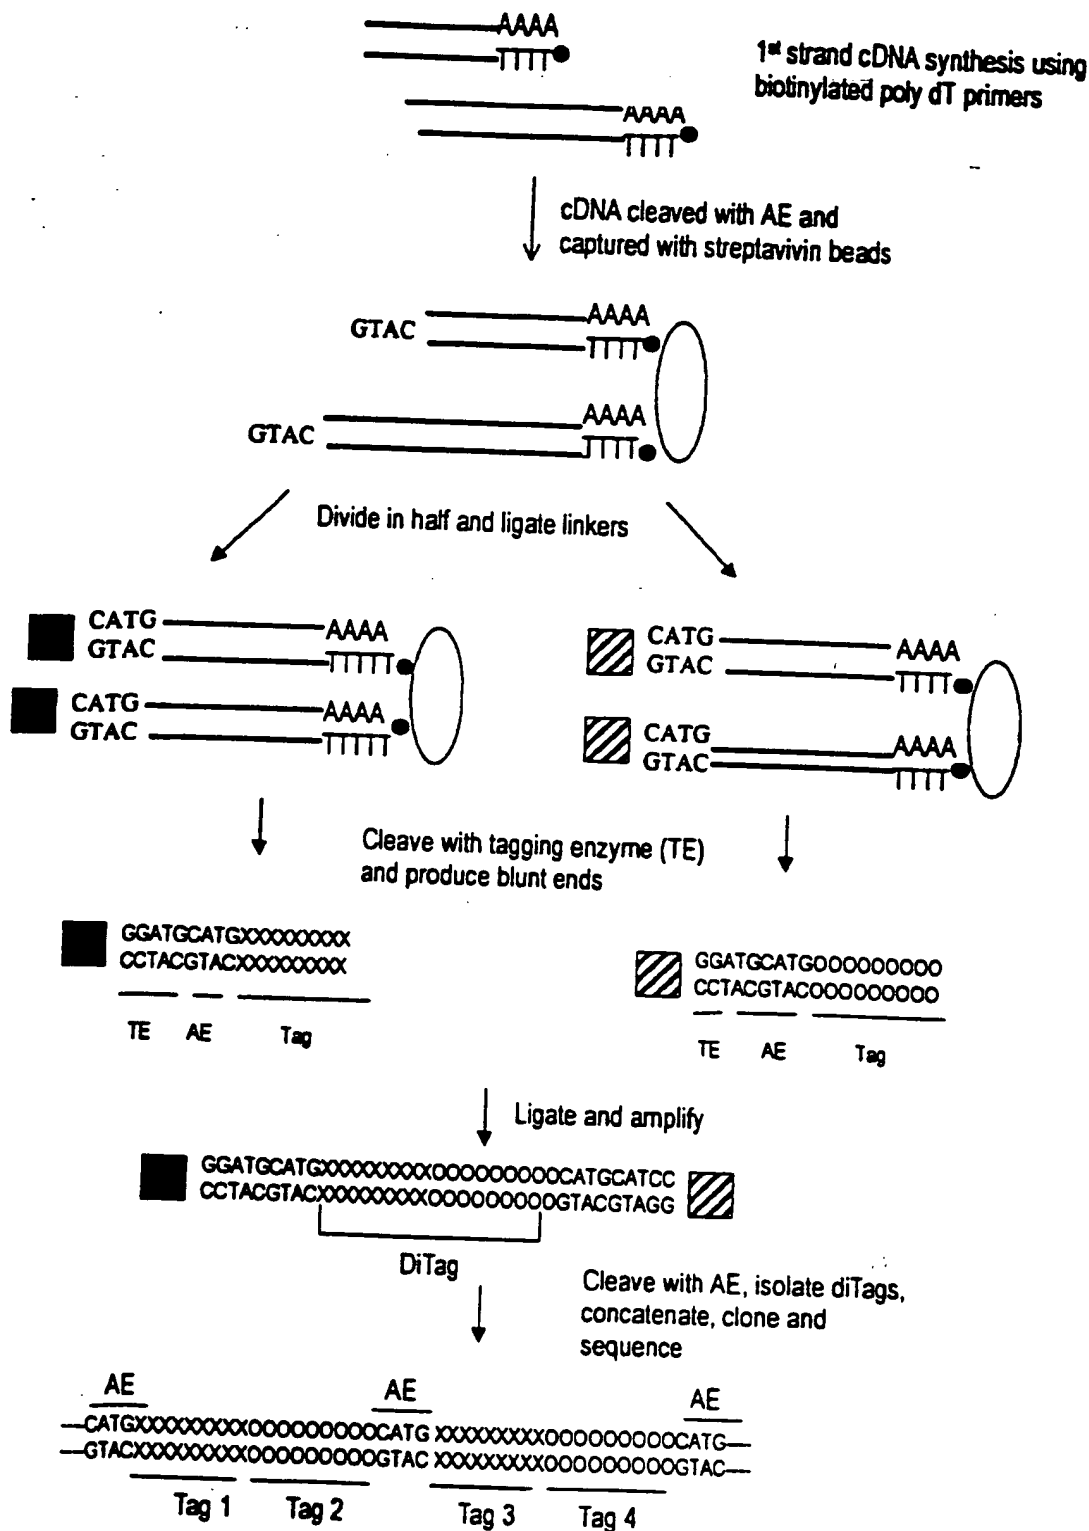 AAAA
TTTT
1st strand cDNA synthesis using
biotinylated poly dT primers
AAAA
TTTT
cDNA cleaved with AE and
captured with streptavivin beads
AAAA
GTAC
TTTT
AAAA
GTAC
TTTT
Divide in half and ligate linkers
CATG AAAA
GTAC TTTTT
CATG AAAA
GTAC TTTTT
CATG AAAA
GTAC TTTT
CATG AAAA
GTAC TTTT
Cleave with tagging enzyme (TE)
and produce blunt ends
GGATGCATGXXXXXXXXX
CCTACGTACXXXXXXXXX
TE AE Tag
GGATGCATGOOOOOOOOO
CCTACGTACOOOOOOOOO
TE AE Tag
Ligate and amplify
GGATGCATGXXXXXXXXXOOOOOOOOOCATGCATCC
CCTACGTACXXXXXXXXXOOOOOOOOOGTACGTAGG
DiTag
Cleave with AE, isolate diTags,
concatenate, clone and
sequence
AE AE AE
—CATGXXXXXXXXXOOOOOOOOOCATG XXXXXXXXXOOOOOOOOOCATG—
—GTACXXXXXXXXXOOOOOOOOOGTAC XXXXXXXXXOOOOOOOOOGTAC—
Tag 1 Tag 2 Tag 3 Tag 4